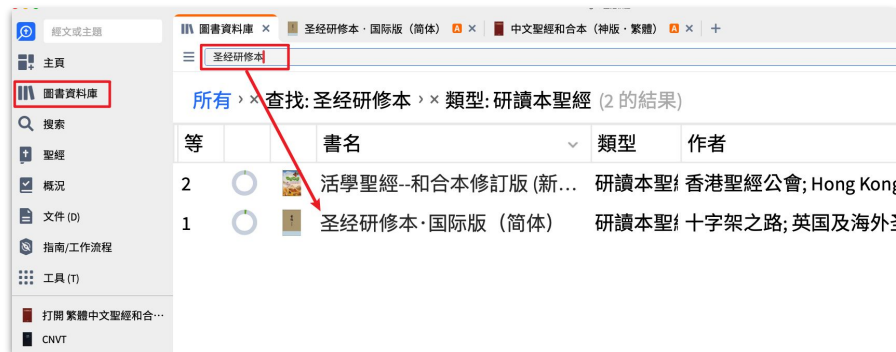 經文或主題
主頁
圖書資料庫
搜索
聖經
概況
文件 (D)
指南/工作流程
工具 (T)
打開 繁體中文聖經和合…
CNVT
圖書資料庫 × 圣经研修本 · 国际版（简体） A × 中文聖經和合本（神版 · 繁體） A × +
圣经研修本
所有 › × 查找: 圣经研修本 › × 類型: 研讀本聖經 (2 的結果)
等 書名 類型 作者
2 活學聖經--和合本修訂版 (新… 研讀本聖 香港聖經公會; Hong Kong
1 圣经研修本·国际版（简体） 研讀本聖 十字架之路; 英国及海外